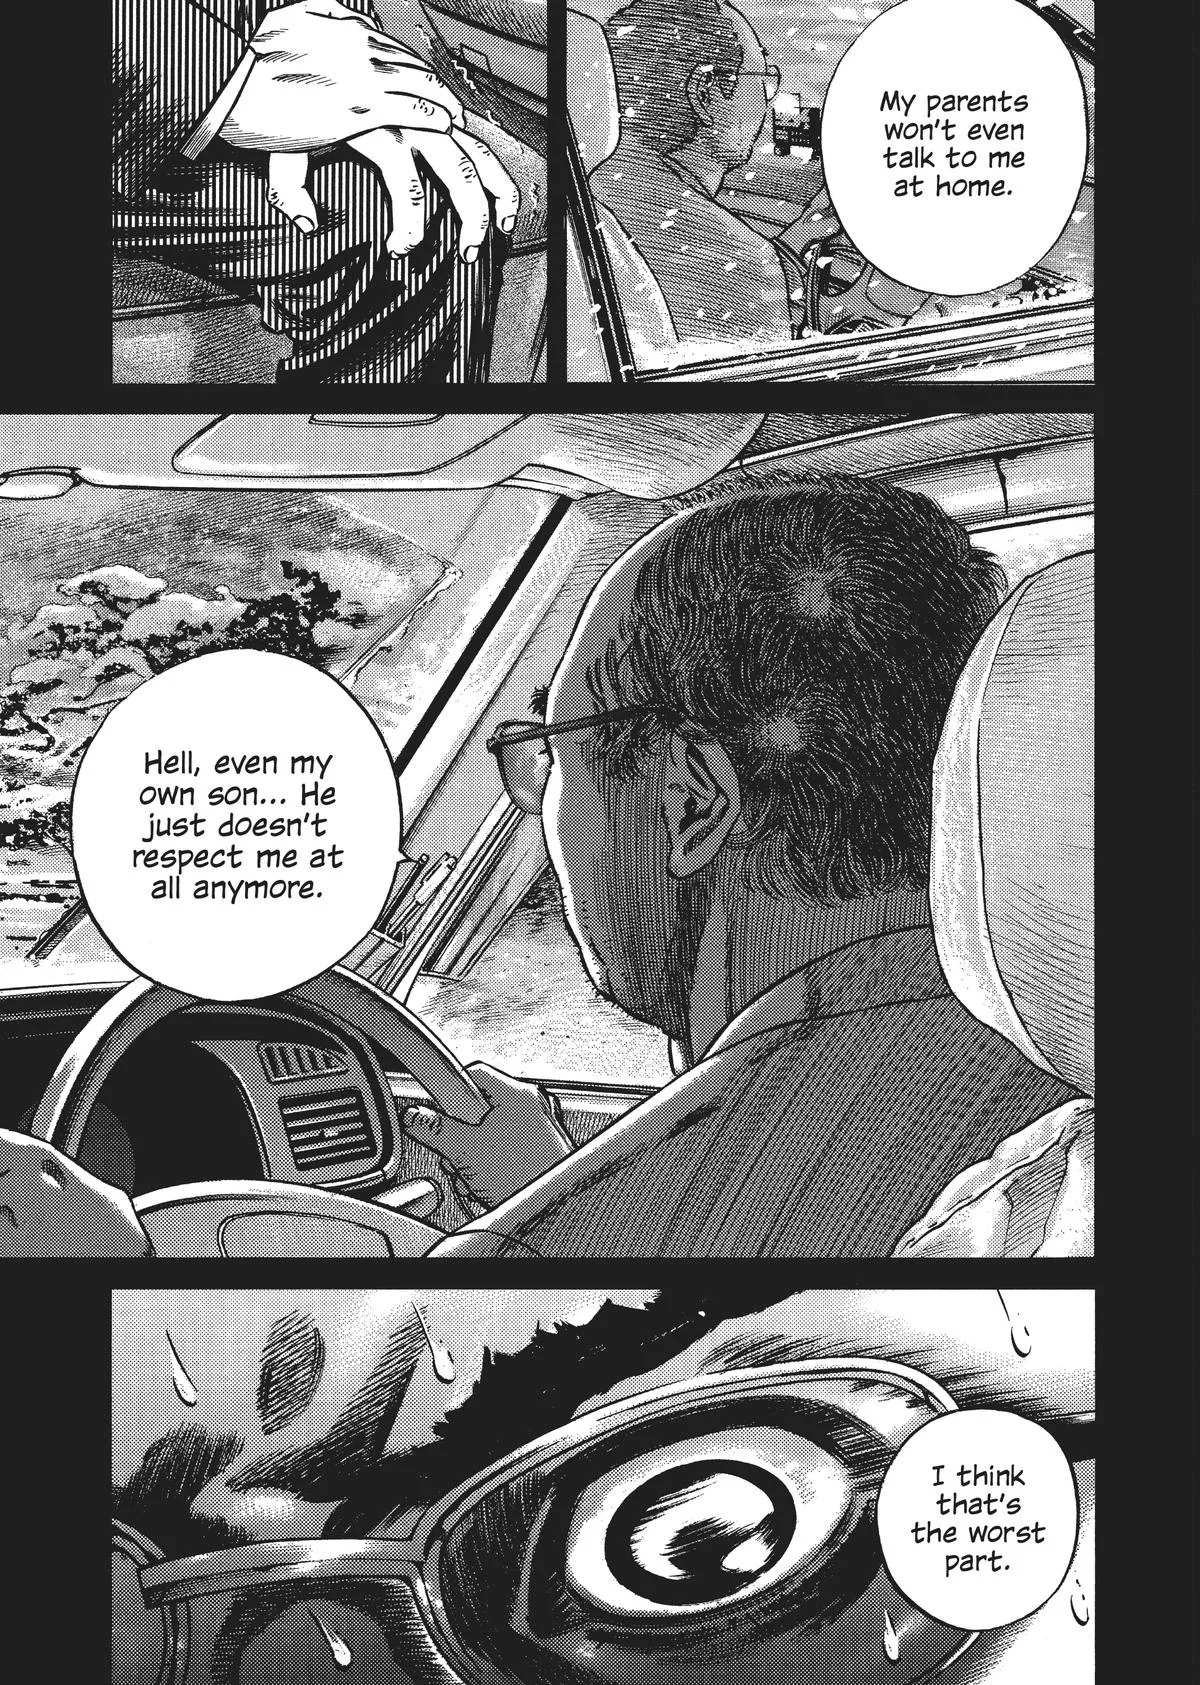 My parents
won't even
talk to me
at home.
Hell, even my
own son... He
just doesn't
respect me at
all anymore.
I think
that's
the worst
part.